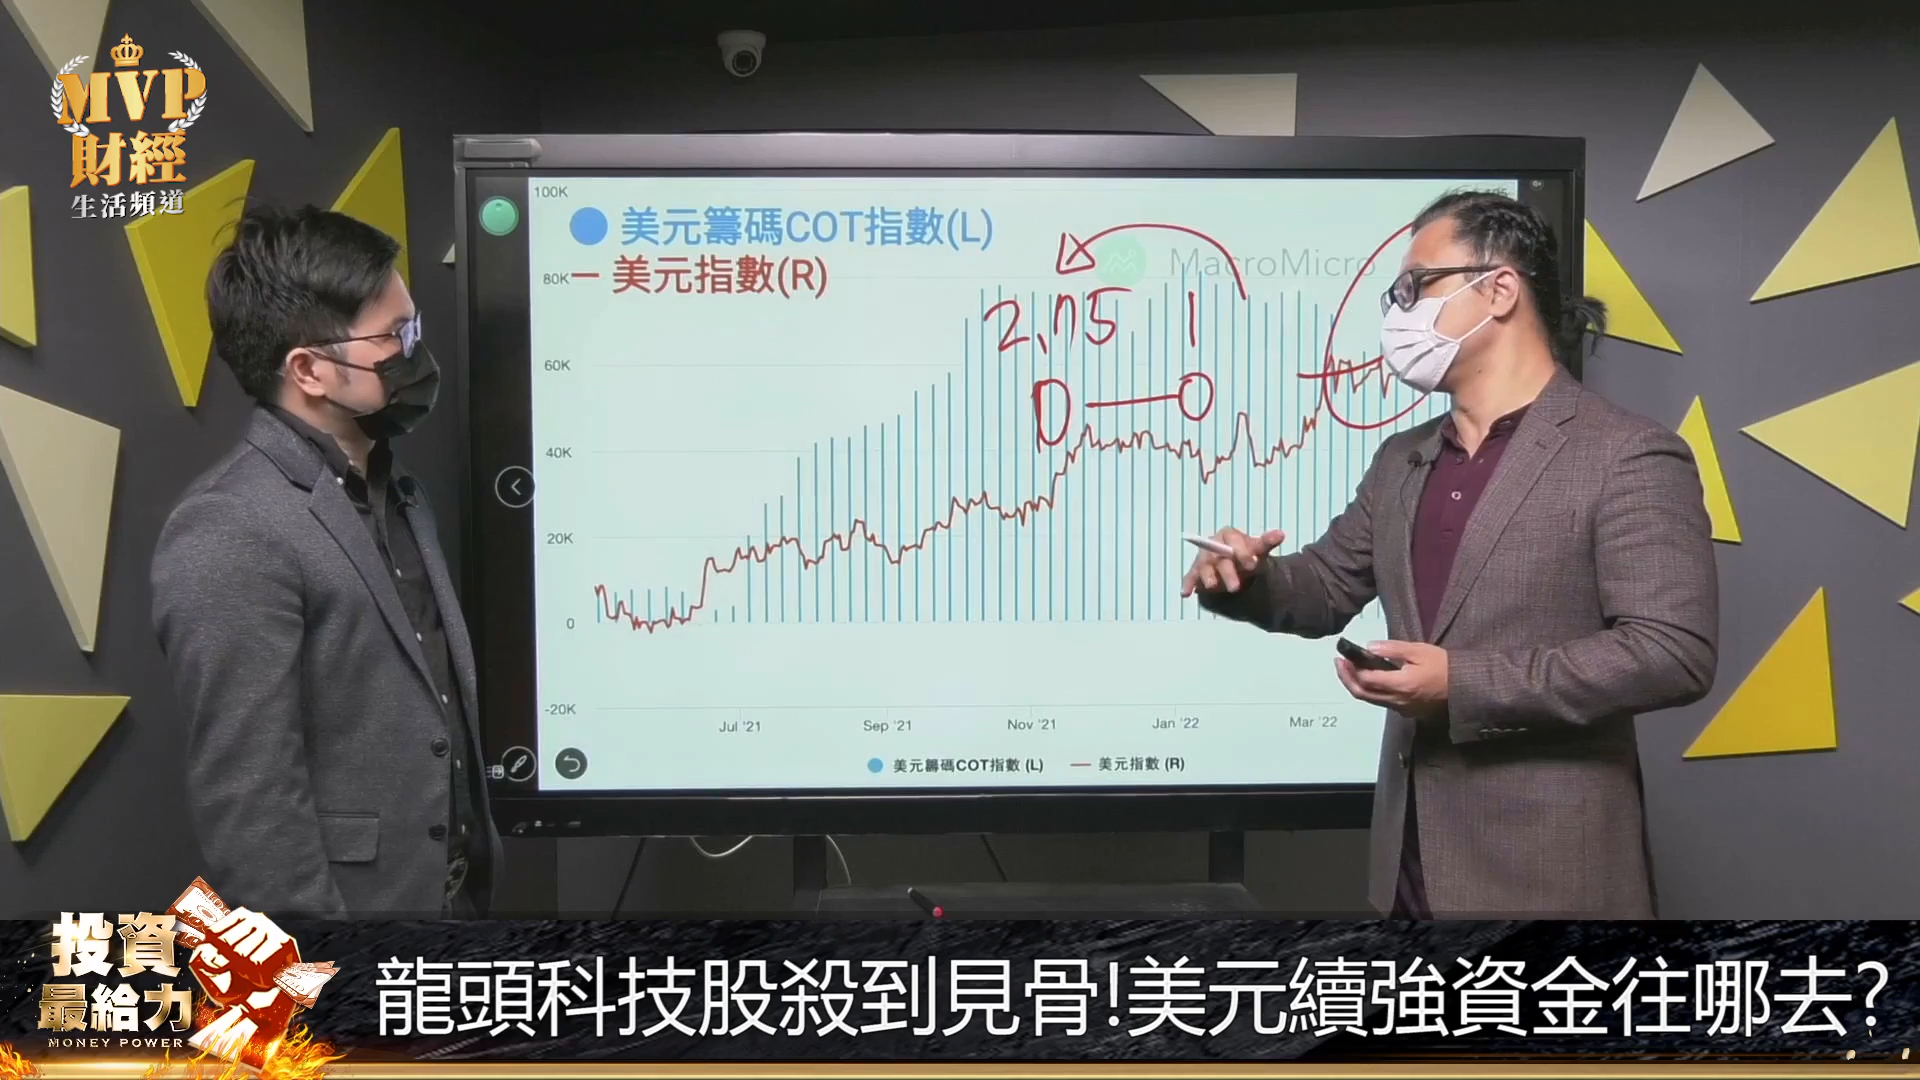 MVP
財經
生活頻道
100K
美元籌碼COT指數(L)
80K
美元指數(R)
MacroMicro
2.75 1
60K
D—O
40K
20K
0
-20K
Jul '21 Sep '21 Nov '21 Jan '22 Mar '22
美元籌碼COT指數 (L) 美元指數 (R)
投資
最給力
MONEY POWER
龍頭科技股殺到見骨!美元續強資金往哪去?